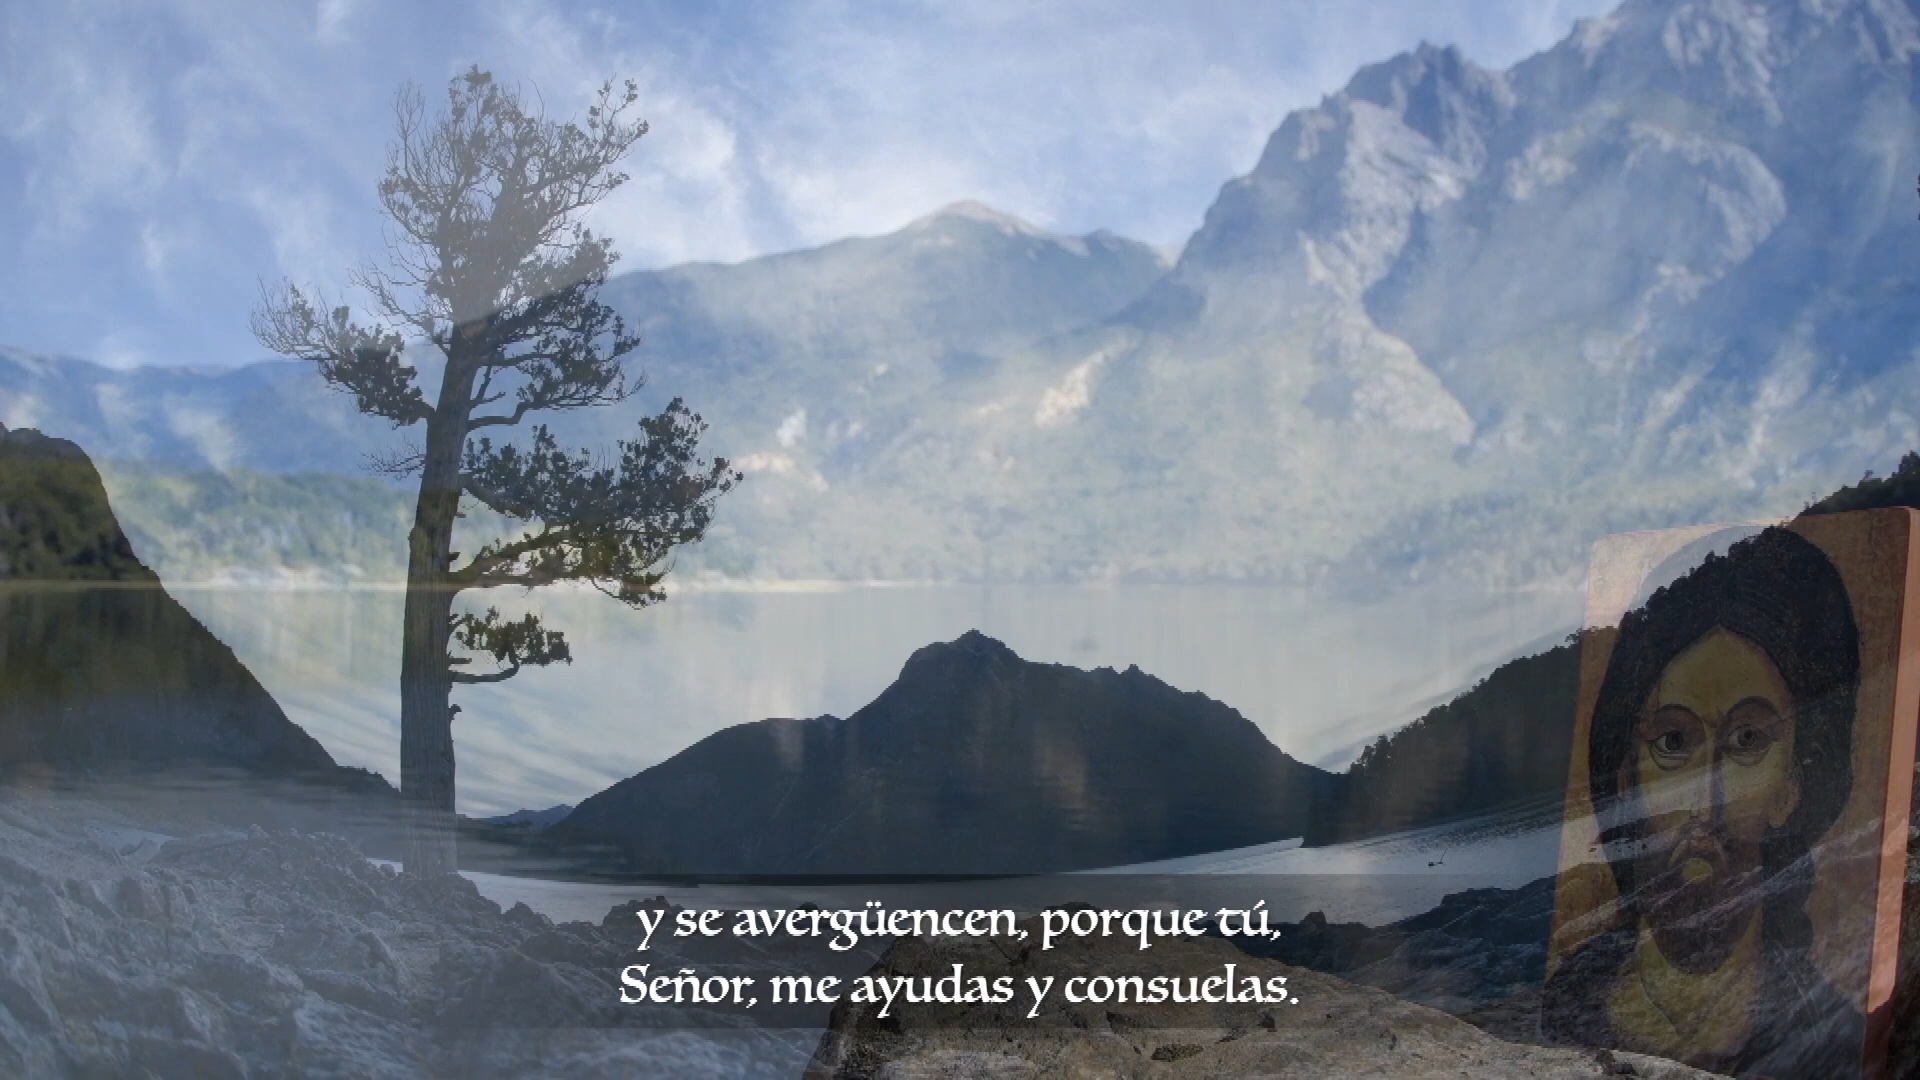 y se avergüencen, porque tú,
Señor, me ayudas y consuelas.